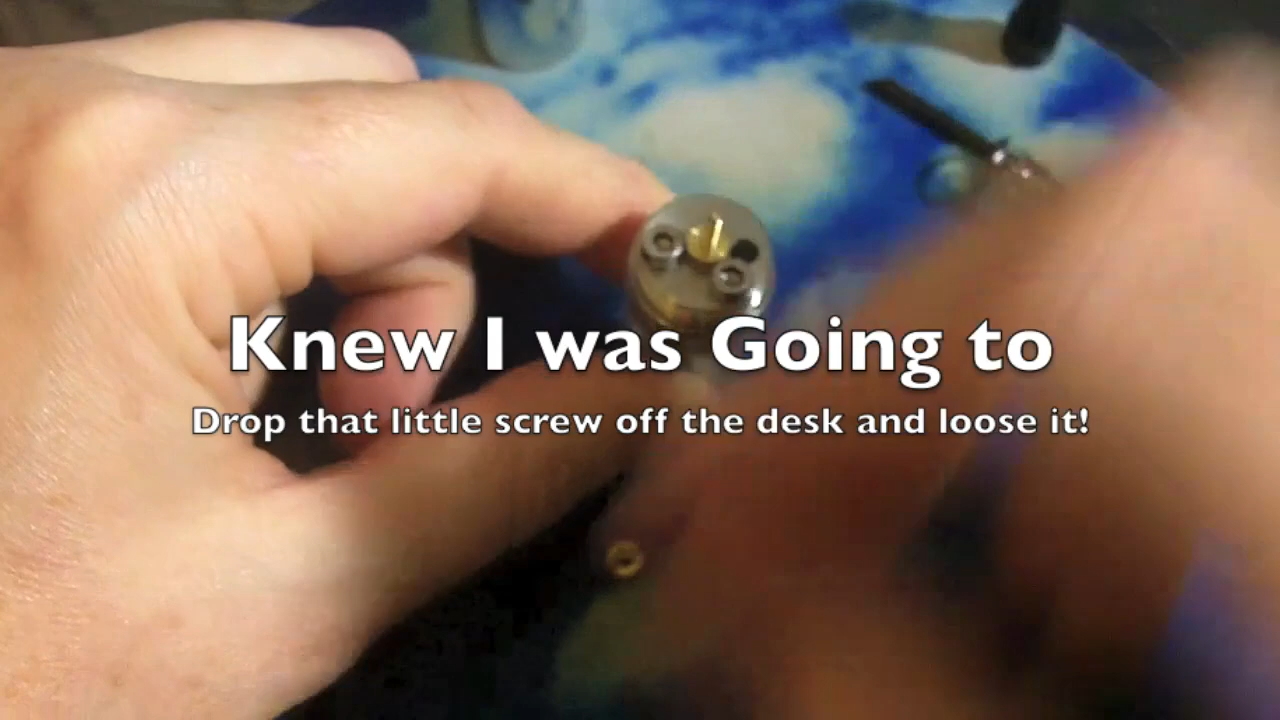 Knew I was Going to
Drop that little screw off the desk and loose it!